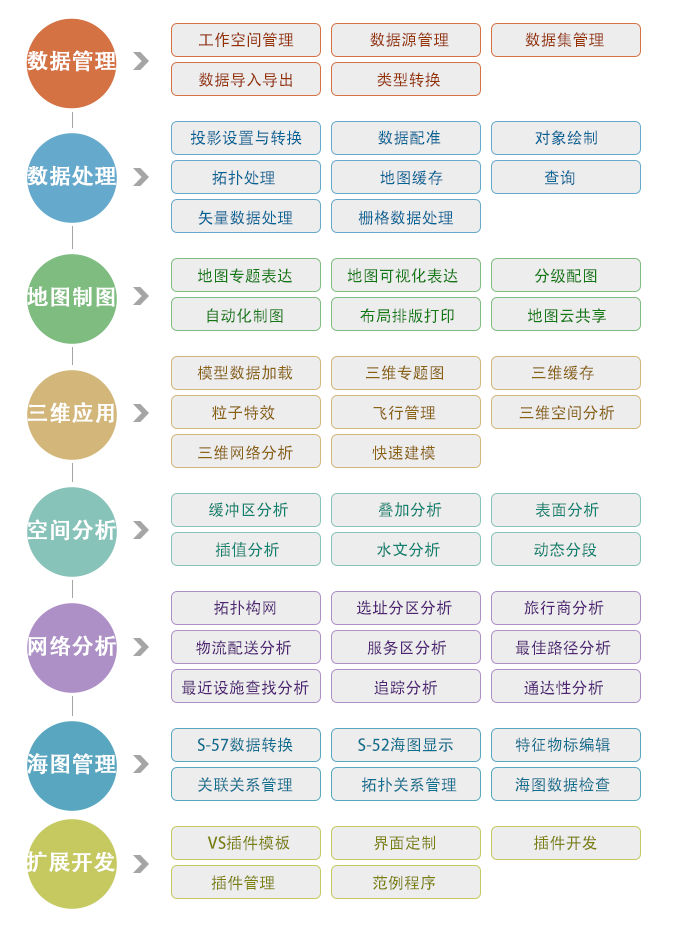 数据管理
工作空间管理
数据源管理
数据集管理
数据导入导出
类型转换
数据处理
投影设置与转换
数据配准
对象绘制
拓扑处理
地图缓存
查询
矢量数据处理
栅格数据处理
地图制图
地图专题表达
地图可视化表达
分级配图
自动化制图
布局排版打印
地图云共享
三维应用
模型数据加载
三维专题图
三维缓存
粒子特效
飞行管理
三维空间分析
三维网络分析
快速建模
空间分析
缓冲区分析
叠加分析
表面分析
插值分析
水文分析
动态分段
网络分析
拓扑构网
选址分区分析
旅行商分析
物流配送分析
服务区分析
最佳路径分析
最近设施查找分析
追踪分析
通达性分析
海图管理
S-57数据转换
S-52海图显示
特征物标编辑
关联关系管理
拓扑关系管理
海图数据检查
扩展开发
VS插件模板
界面定制
插件开发
插件管理
范例程序